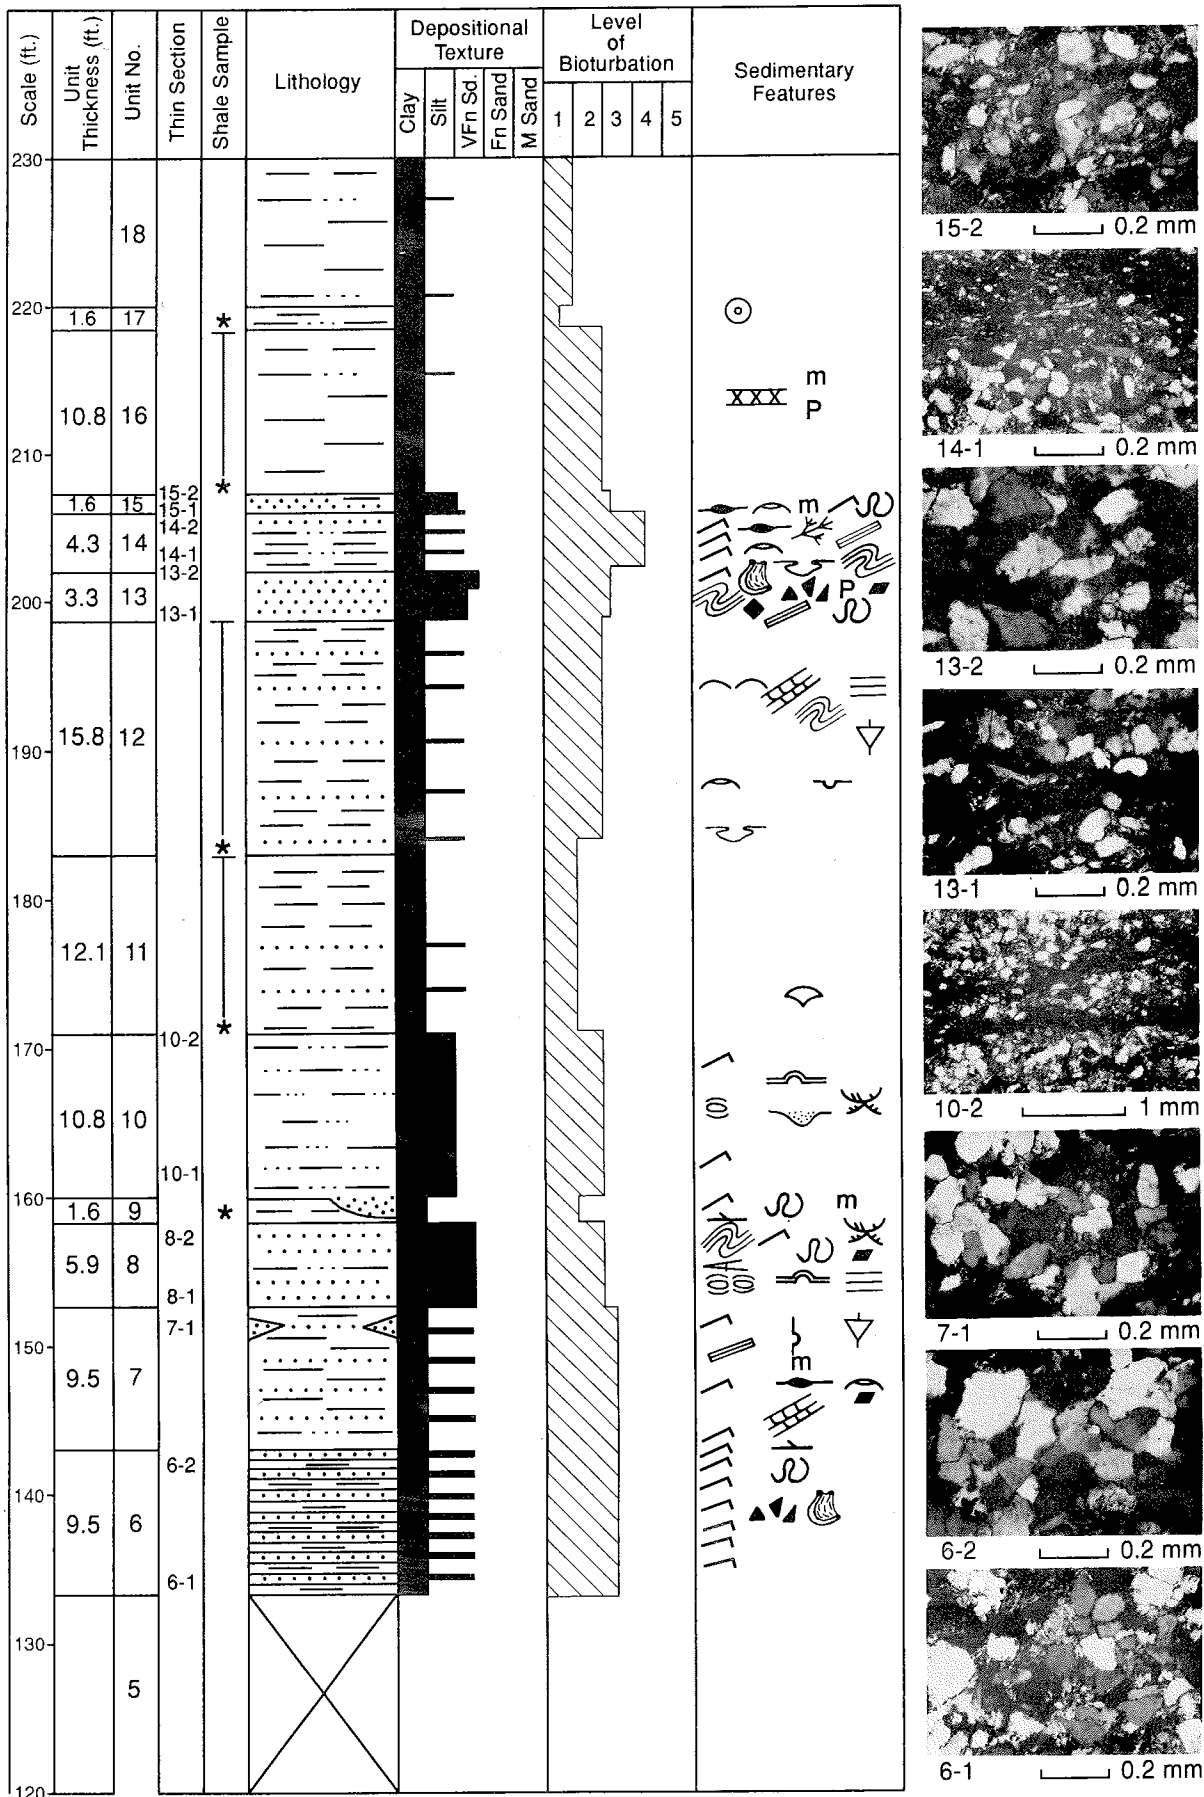 Scale (ft.)
Unit
Thickness (ft.)
Unit No.
Thin Section
Shale Sample
Lithology
Depositional
Texture
Clay
Silt
VFn Sd.
Fn Sand
M Sand
Level
of
Bioturbation
1 2 3 4 5
Sedimentary
Features
230
18
220
1.6 17 *
m
10.8 16 XXX P
210
*
15-2
1.6 15 15-1 m
14-2
4.3 14
14-1
13-2
200 3.3 13 P
13-1
15.8 12
190
*
180
12.1 11
*
170 10-2
10.8 10
10-1
160
1.6 9 * m
8-2
5.9 8
8-1
7-1
150
m
9.5 7
6-2
140
9.5 6
6-1
130
5
120
15-2 0.2 mm
14-1 0.2 mm
13-2 0.2 mm
13-1 0.2 mm
10-2 1 mm
7-1 0.2 mm
6-2 0.2 mm
6-1 0.2 mm